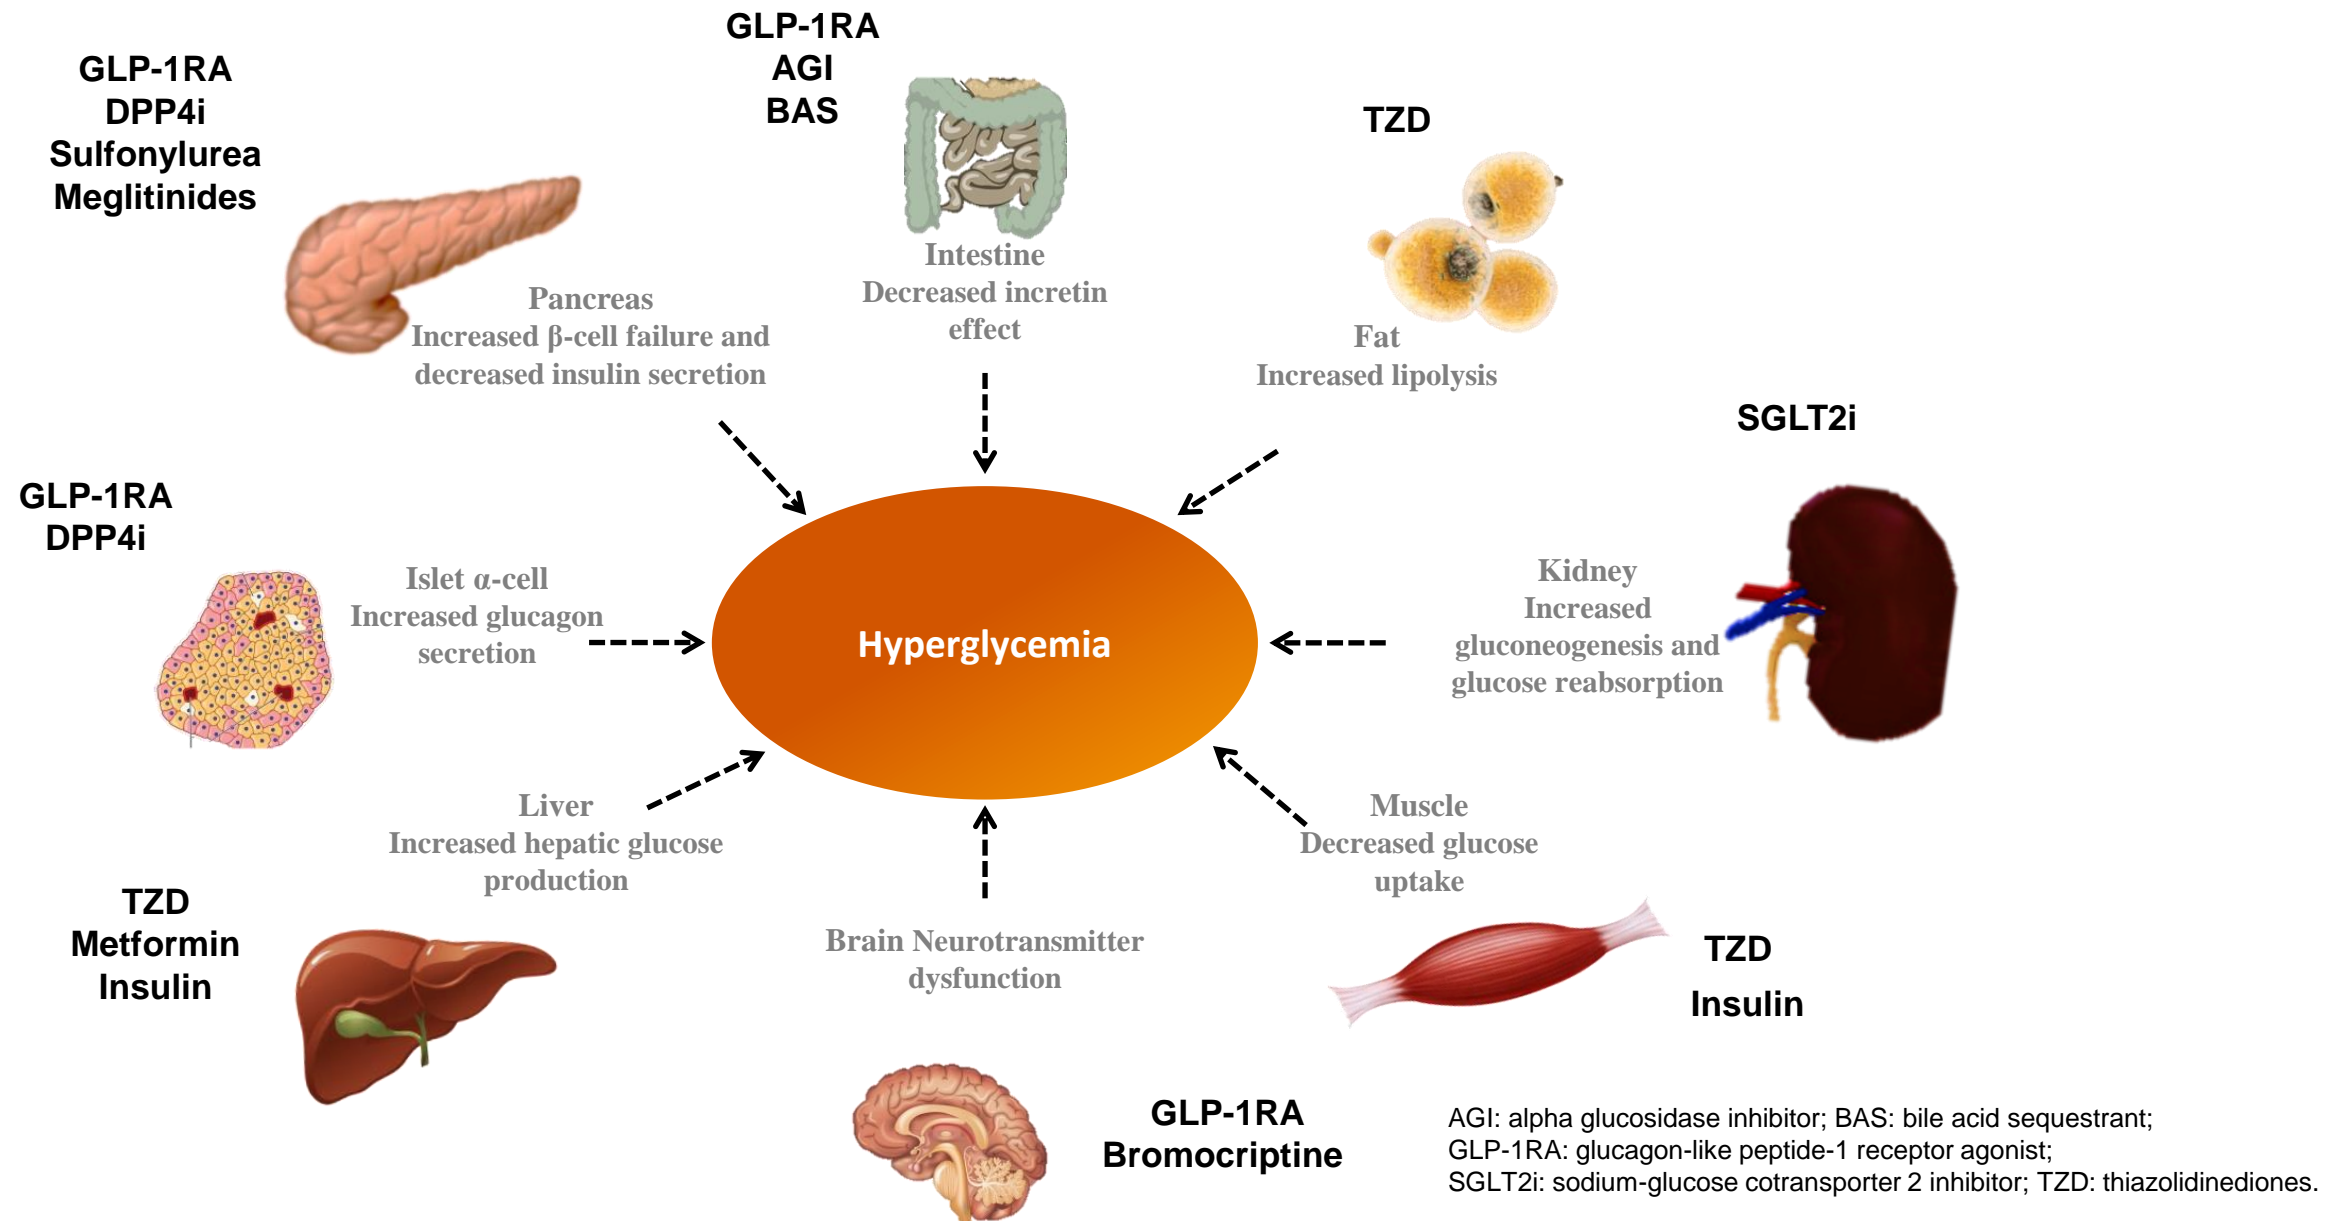 GLP-1RA
DPP4i
Sulfonylurea
Meglitinides
Pancreas
Increased β-cell failure and
decreased insulin secretion
GLP-1RA
AGI
BAS
Intestine
Decreased incretin
effect
TZD
Fat
Increased lipolysis
SGLT2i
Kidney
Increased
gluconeogenesis and
glucose reabsorption
GLP-1RA
DPP4i
Islet α-cell
Increased glucagon
secretion
Hyperglycemia
Liver
Increased hepatic glucose
production
TZD
Metformin
Insulin
Brain Neurotransmitter
dysfunction
GLP-1RA
Bromocriptine
Muscle
Decreased glucose
uptake
TZD
Insulin
AGI: alpha glucosidase inhibitor; BAS: bile acid sequestrant;
GLP-1RA: glucagon-like peptide-1 receptor agonist;
SGLT2i: sodium-glucose cotransporter 2 inhibitor; TZD: thiazolidinediones.